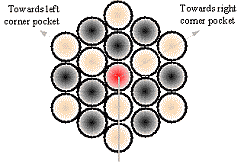 Towards left
corner pocket
Towards right
corner pocket